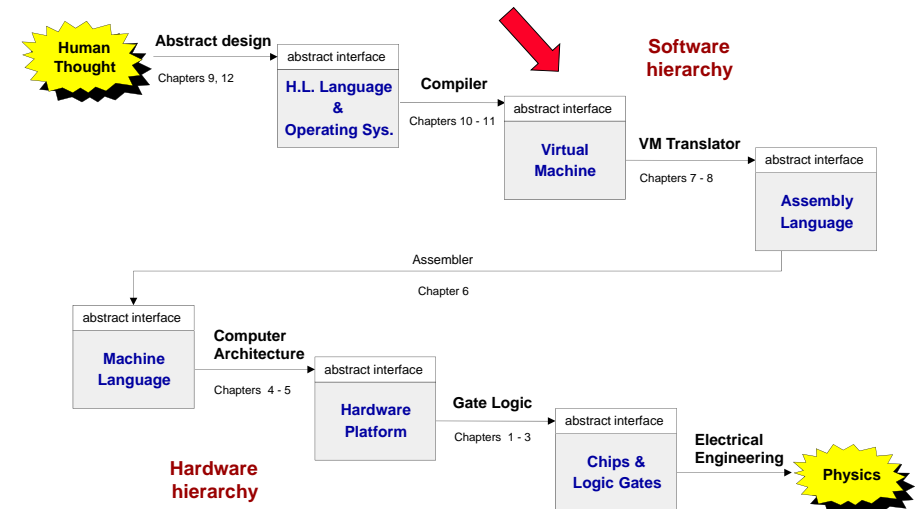 Human
Thought
Abstract design
Chapters 9, 12
abstract interface
H.L. Language
&
Operating Sys.
Compiler
Chapters 10 - 11
abstract interface
Virtual
Machine
Software
hierarchy
VM Translator
Chapters 7 - 8
abstract interface
Assembly
Language
Assembler
Chapter 6
abstract interface
Machine
Language
Computer
Architecture
Chapters 4 - 5
abstract interface
Hardware
Platform
Gate Logic
Chapters 1 - 3
abstract interface
Chips &
Logic Gates
Electrical
Engineering
Physics
Hardware
hierarchy